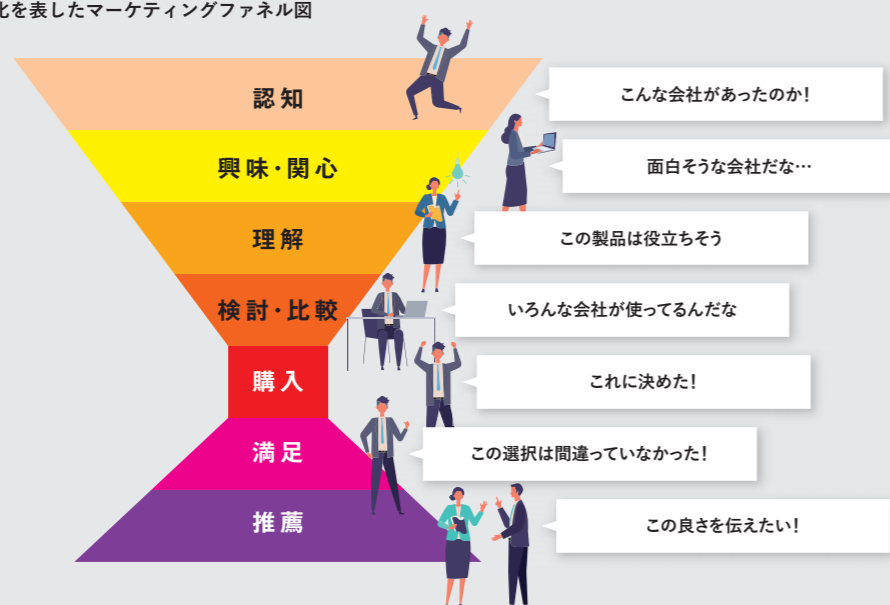 化を表したマーケティングファネル図
認知
こんな会社があったのか!
興味・関心
面白そうな会社だな…
理解
この製品は役立ちそう
検討・比較
いろんな会社が使ってるんだな
購入
これに決めた!
満足
この選択は間違っていなかった!
推薦
この良さを伝えたい!